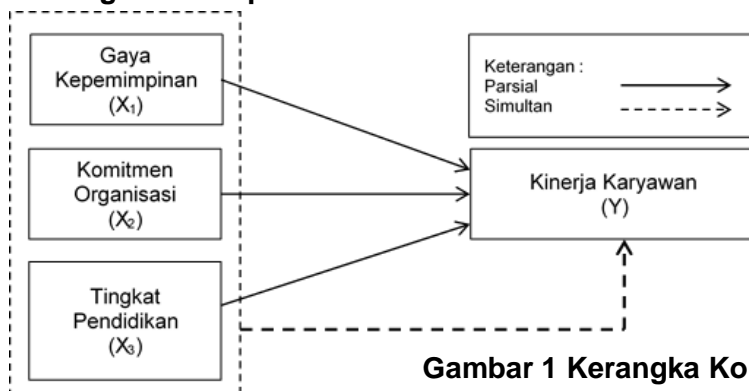 Gaya
Kepemimpinan
(X₁)
Keterangan :
Parsial
Simultan
Komitmen
Organisasi
(X₂)
Kinerja Karyawan
(Y)
Tingkat
Pendidikan
(X₃)
Gambar 1 Kerangka Ko